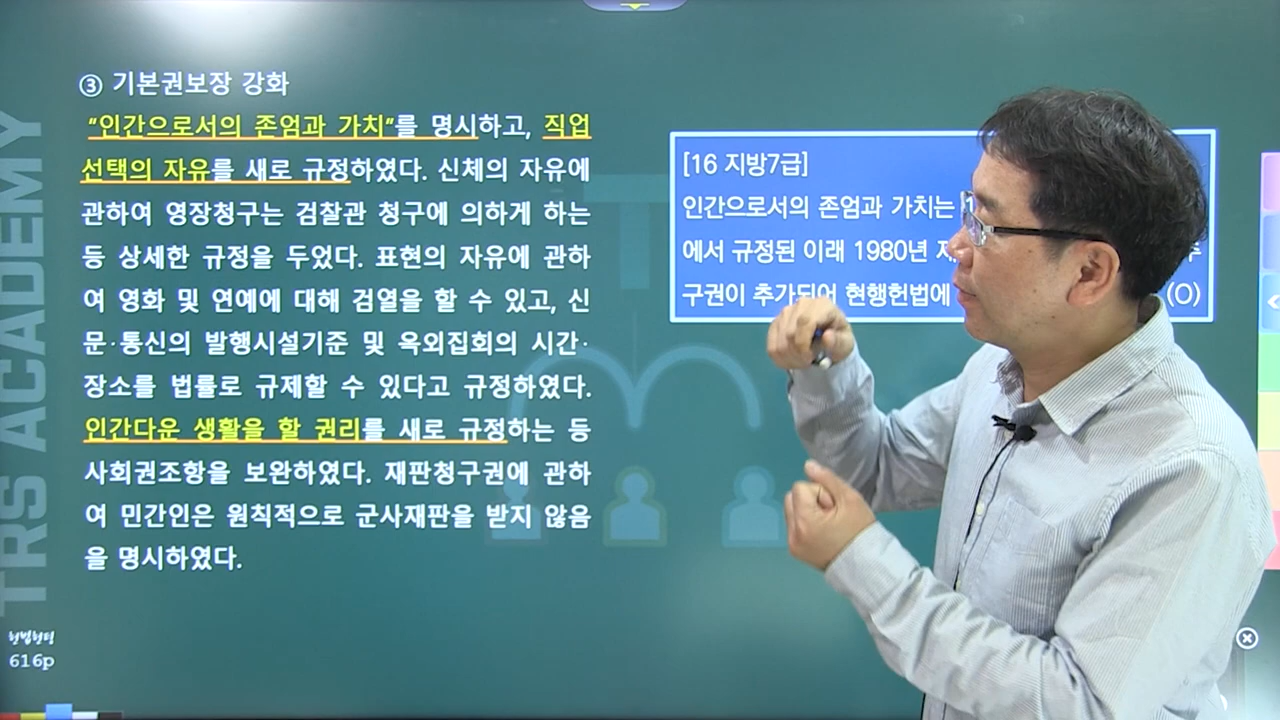 ③ 기본권보장 강화
"인간으로서의 존엄과 가치"를 명시하고, 직업
선택의 자유를 새로 규정하였다. 신체의 자유에
관하여 영장청구는 검찰관 청구에 의하게 하는
등 상세한 규정을 두었다. 표현의 자유에 관하
여 영화 및 연예에 대해 검열을 할 수 있고, 신
문·통신의 발행시설기준 및 옥외집회의 시간·
장소를 법률로 규제할 수 있다고 규정하였다.
인간다운 생활을 할 권리를 새로 규정하는 등
사회권조항을 보완하였다. 재판청구권에 관하
여 민간인은 원칙적으로 군사재판을 받지 않음
을 명시하였다.
[16 지방7급]
인간으로서의 존엄과 가치는
에서 규정된 이래 1980년
구권이 추가되어 현행헌법에 (O)
TRS ACADEMY
616p